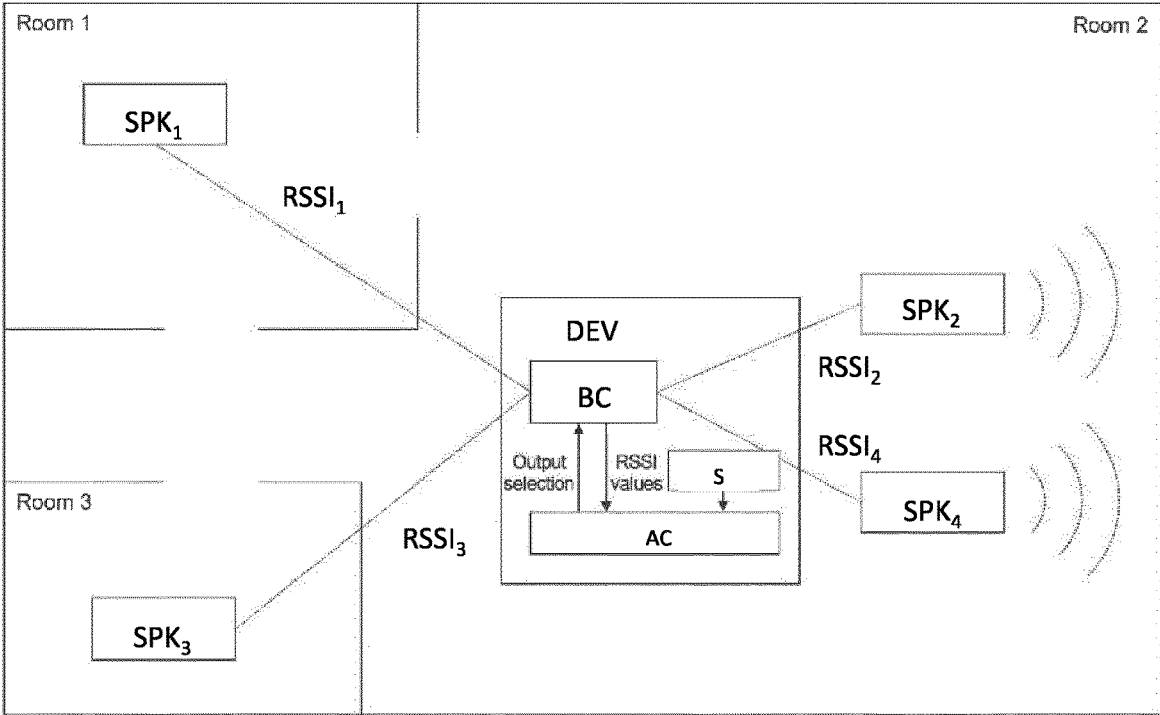 Room 1
Room 2
SPK₁
RSSI₁
DEV
SPK₂
BC
RSSI₂
Output
selection
RSSI
values
S
RSSI₄
Room 3
SPK₄
RSSI₃
AC
SPK₃